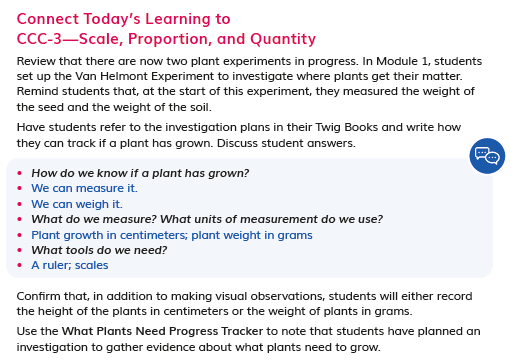 Connect Today's Learning to
CCC-3—Scale, Proportion, and Quantity
Review that there are now two plant experiments in progress. In Module 1, students
set up the Van Helmont Experiment to investigate where plants get their matter.
Remind students that, at the start of this experiment, they measured the weight of
the seed and the weight of the soil.
Have students refer to the investigation plans in their Twig Books and write how
they can track if a plant has grown. Discuss student answers.
• How do we know if a plant has grown?
• We can measure it.
• We can weigh it.
• What do we measure? What units of measurement do we use?
• Plant growth in centimeters; plant weight in grams
• What tools do we need?
• A ruler; scales
Confirm that, in addition to making visual observations, students will either record
the height of the plants in centimeters or the weight of plants in grams.
Use the What Plants Need Progress Tracker to note that students have planned an
investigation to gather evidence about what plants need to grow.